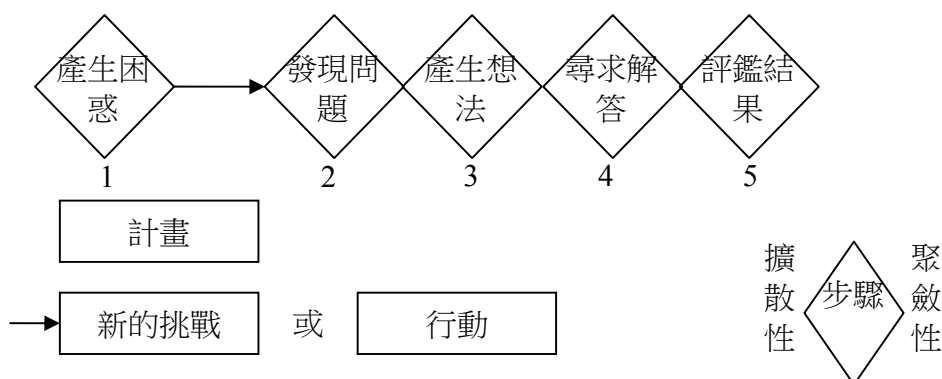 產生困
惑
發現問
題
產生想
法
尋求解
答
評鑑結
果
1
2
3
4
5
計畫
新的挑戰
或
行動
擴散性
步驟
聚斂性